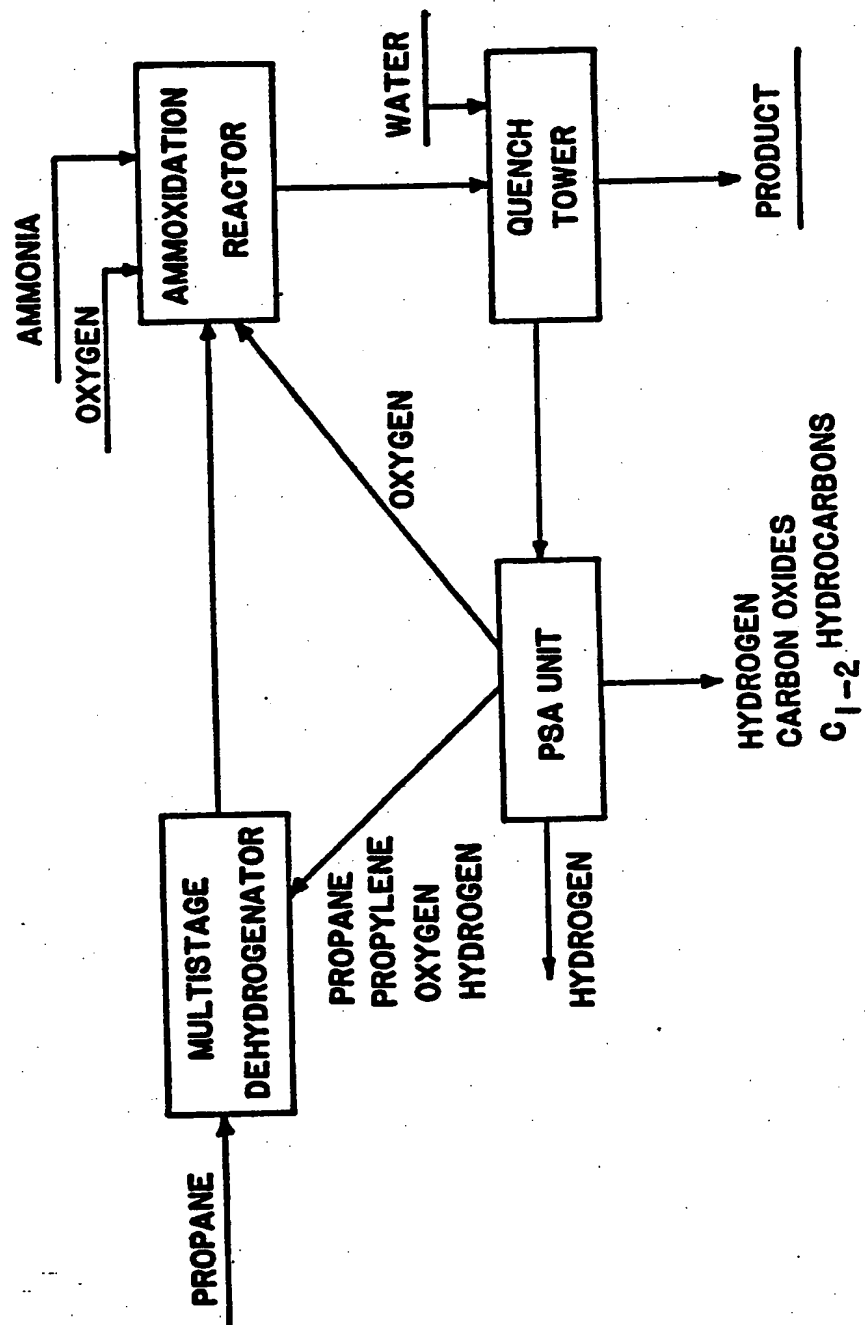 PROPANE
MULTISTAGE
DEHYDROGENATOR
AMMONIA
OXYGEN
AMMOXIDATION
REACTOR
OXYGEN
PROPANE
PROPYLENE
OXYGEN
HYDROGEN
WATER
QUENCH
TOWER
PRODUCT
PSA UNIT
HYDROGEN
HYDROGEN
CARBON OXIDES
C1-2 HYDROCARBONS